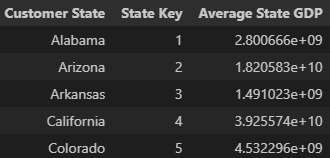 Customer State State Key Average State GDP
Alabama 1 2.800666e+09
Arizona 2 1.820583e+10
Arkansas 3 1.491023e+09
California 4 3.925574e+10
Colorado 5 4.532296e+09